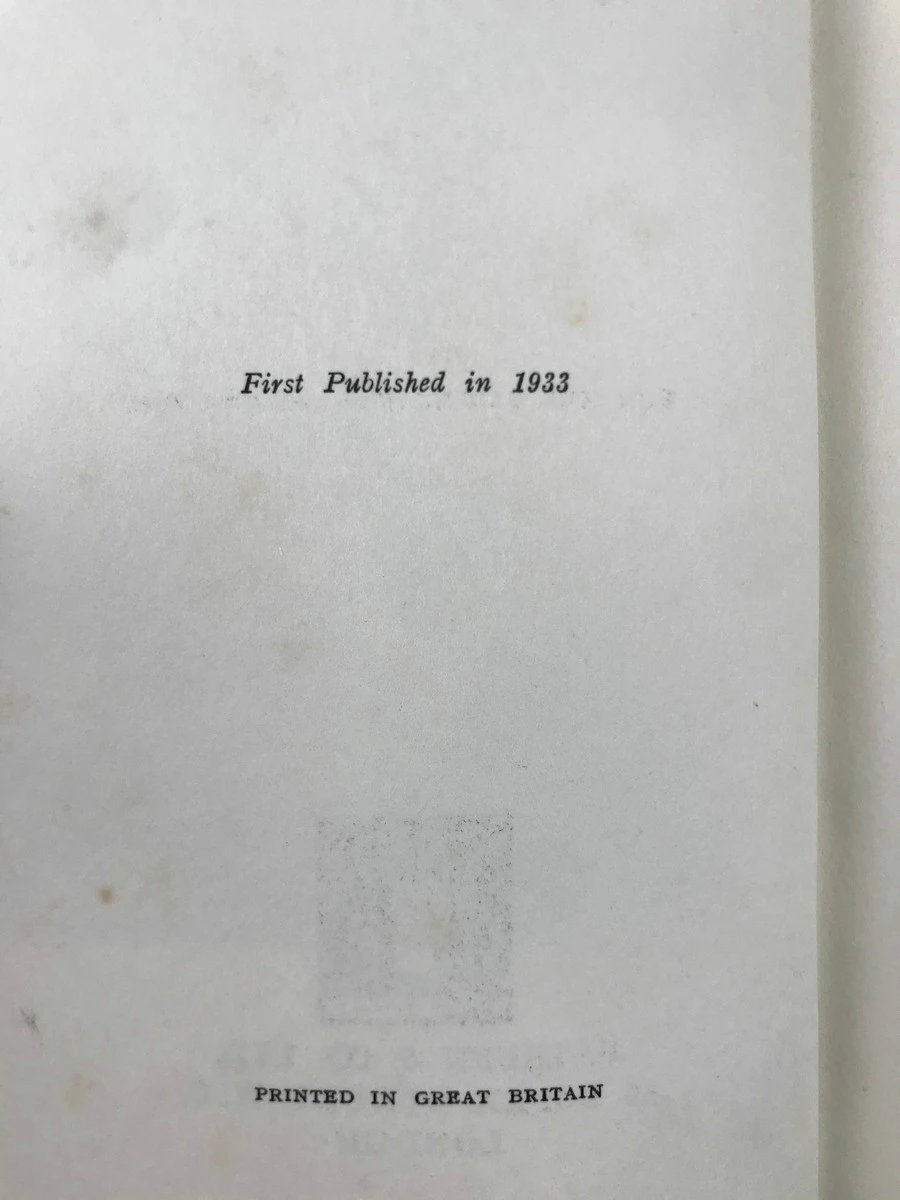 First Published in 1933
PRINTED IN GREAT BRITAIN